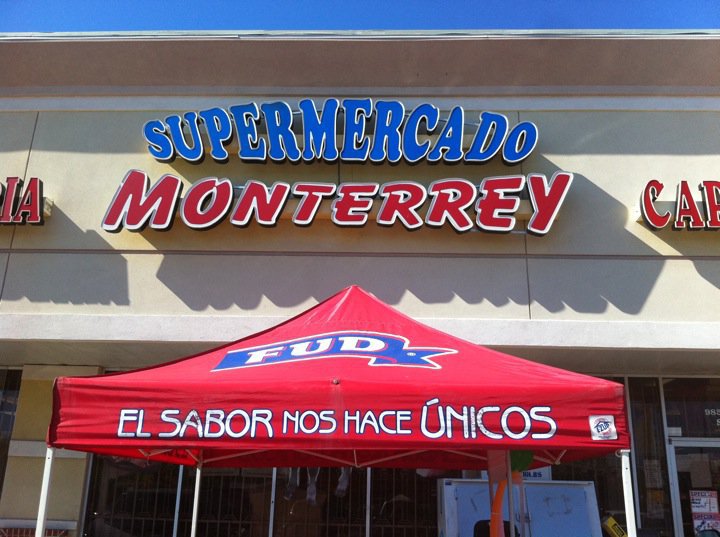 SUPERMERCADO
MONTERREY
FUD
EL SABOR NOS HACE ÚNICOS